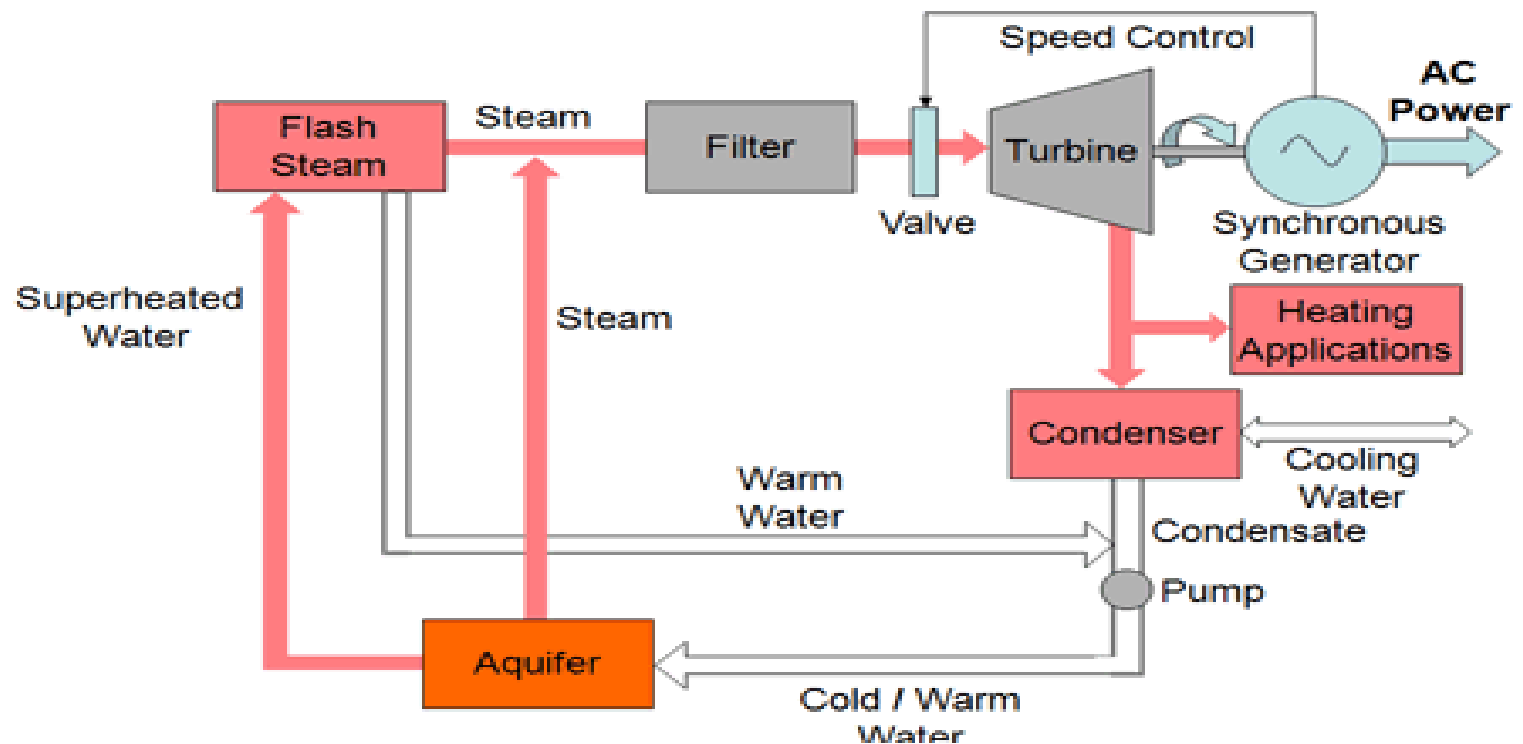 Speed Control
AC
Power
Flash
Steam
Steam
Filter
Turbine
Valve
Synchronous
Generator
Superheated
Water
Steam
Heating
Applications
Condenser
Cooling
Water
Warm
Water
Condensate
Pump
Aquifer
Cold / Warm
Water